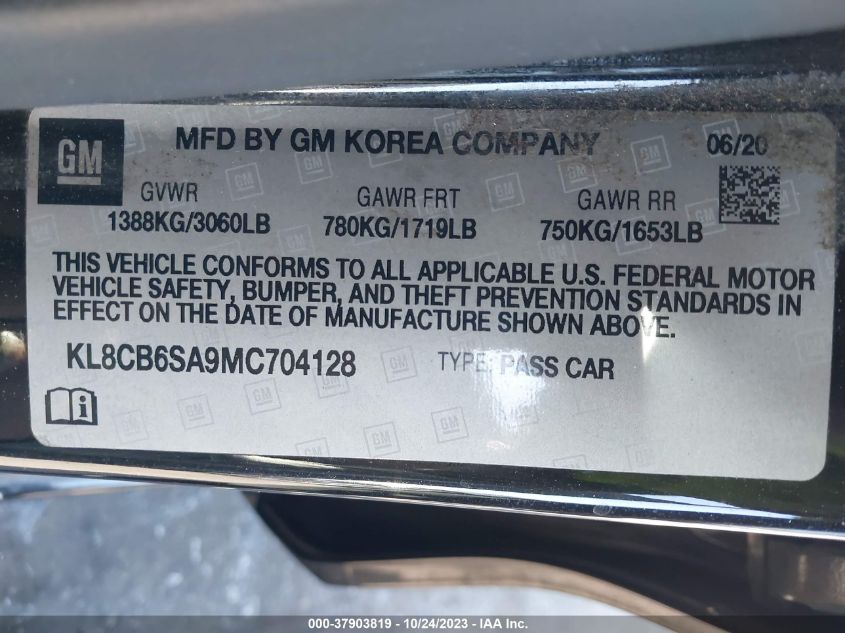 GM MFD BY GM KOREA COMPANY 06/20
GVWR GAWR FRT GAWR RR
1388KG/3060LB 780KG/1719LB 750KG/1653LB
THIS VEHICLE CONFORMS TO ALL APPLICABLE U.S. FEDERAL MOTOR
VEHICLE SAFETY, BUMPER, AND THEFT PREVENTION STANDARDS IN
EFFECT ON THE DATE OF MANUFACTURE SHOWN ABOVE.
KL8CB6SA9MC704128 TYPE: PASS CAR
000-37903819 - 10/24/2023 - IAA Inc.